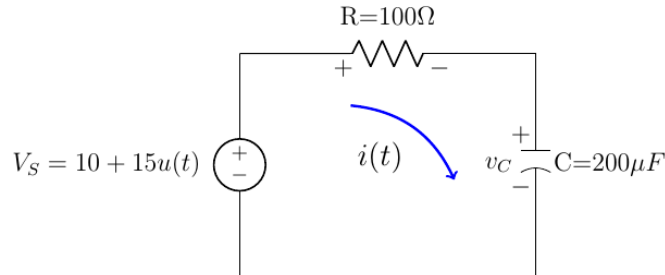 R=100Ω
+ −
V_S = 10 + 15u(t)
+
−
i(t)
+
v_C
−
C=200μF